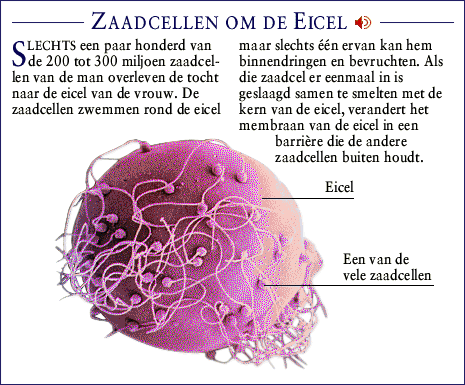 ZAADCELLEN OM DE EICEL
SLECHTS een paar honderd van
de 200 tot 300 miljoen zaadcel-
len van de man overleven de tocht
naar de eicel van de vrouw. De
zaadcellen zwemmen rond de eicel
maar slechts één ervan kan hem
binnendringen en bevruchten. Als
die zaadcel er eenmaal in is
geslaagd samen te smelten met de
kern van de eicel, verandert het
membraan van de eicel in een
barrière die de andere
zaadcellen buiten houdt.
Eicel
Een van de
vele zaadcellen